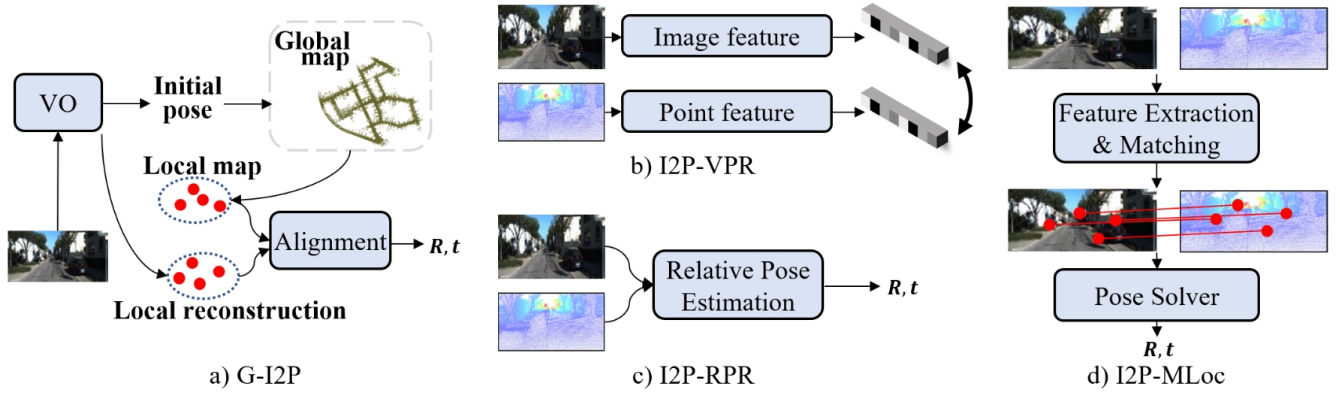 Global
map
VO
Initial
pose
Local map
Alignment
R, t
Local reconstruction
a) G-I2P
Image feature
Point feature
b) I2P-VPR
Relative Pose
Estimation
R, t
c) I2P-RPR
Feature Extraction
& Matching
Pose Solver
R, t
d) I2P-MLoc